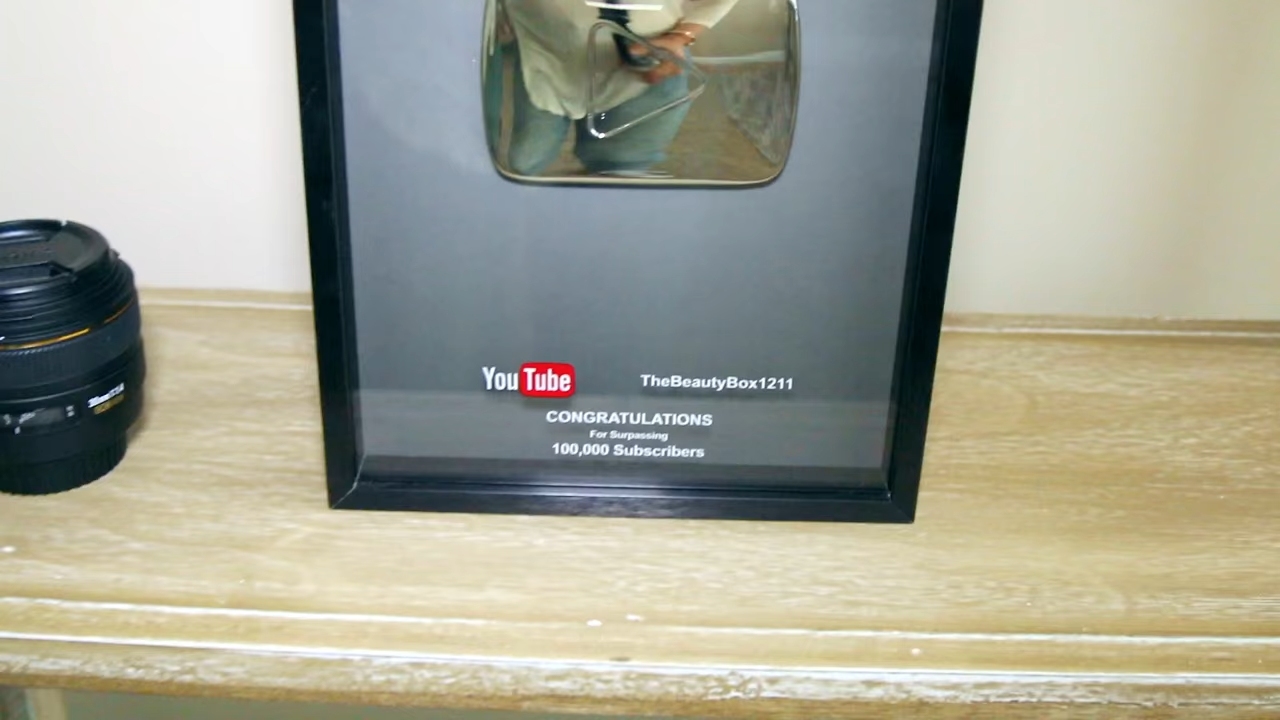 YouTube TheBeautyBox1211
CONGRATULATIONS
For Surpassing
100,000 Subscribers